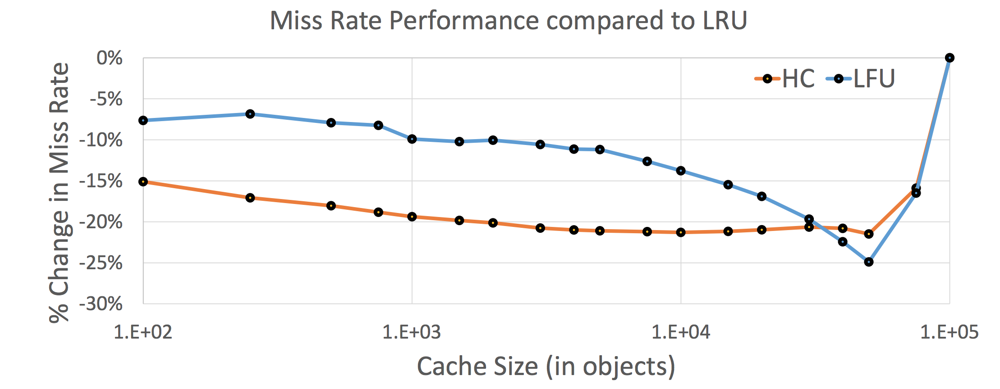 Miss Rate Performance compared to LRU
% Change in Miss Rate
0%
-5%
-10%
-15%
-20%
-25%
-30%
HC LFU
1.E+02 1.E+03 1.E+04 1.E+05
Cache Size (in objects)